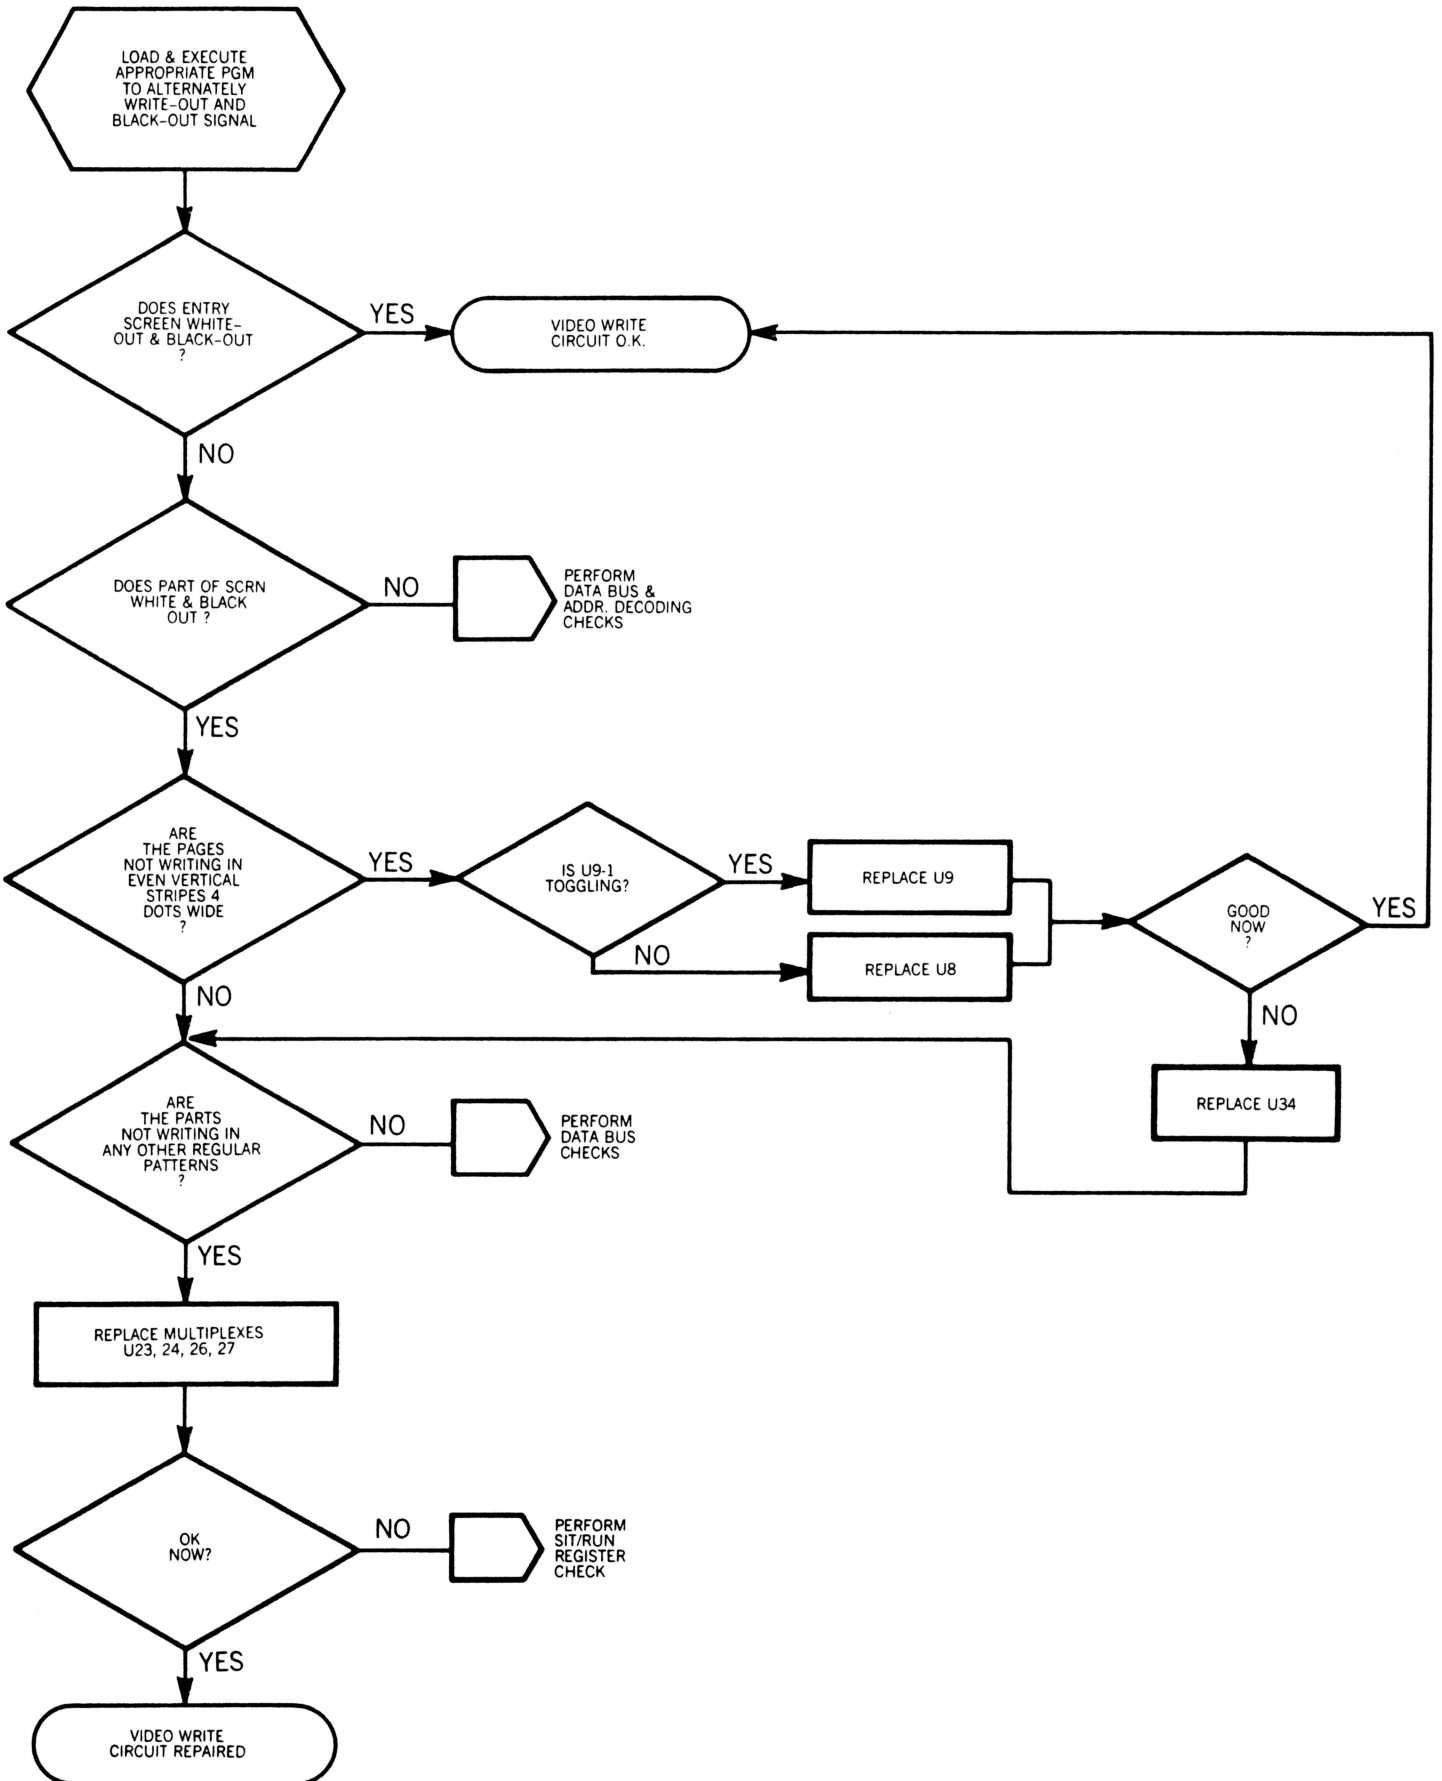 LOAD & EXECUTE
APPROPRIATE PGM
TO ALTERNATELY
WRITE-OUT AND
BLACK-OUT SIGNAL
DOES ENTRY
SCREEN WHITE-
OUT & BLACK-OUT
?
YES
VIDEO WRITE
CIRCUIT O.K.
NO
DOES PART OF SCRN
WHITE & BLACK
OUT ?
NO
PERFORM
DATA BUS &
ADDR. DECODING
CHECKS
YES
ARE
THE PAGES
NOT WRITING IN
EVEN VERTICAL
STRIPES 4
DOTS WIDE
?
YES
IS U9-1
TOGGLING?
YES
REPLACE U9
NO
REPLACE U8
GOOD
NOW
?
YES
NO
REPLACE U34
NO
ARE
THE PARTS
NOT WRITING IN
ANY OTHER REGULAR
PATTERNS
?
NO
PERFORM
DATA BUS
CHECKS
YES
REPLACE MULTIPLEXES
U23, 24, 26, 27
OK
NOW?
NO
PERFORM
SIT/RUN
REGISTER
CHECK
YES
VIDEO WRITE
CIRCUIT REPAIRED